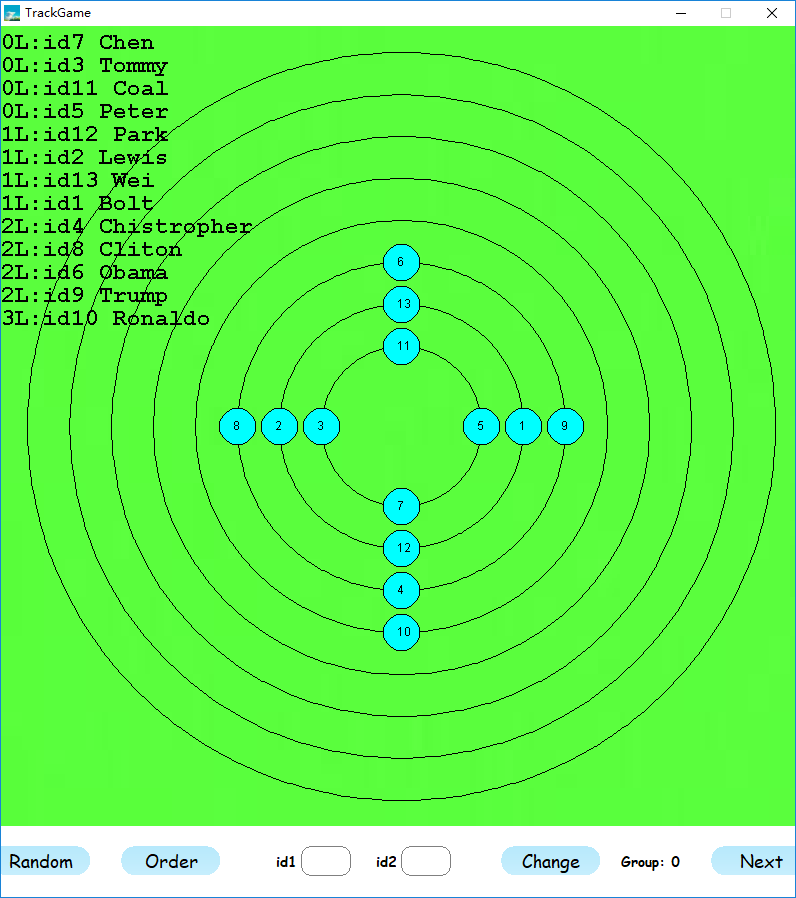 TrackGame
0L:id7 Chen
0L:id3 Tommy
0L:id11 Coal
0L:id5 Peter
1L:id12 Park
1L:id2 Lewis
1L:id13 Wei
1L:id1 Bolt
2L:id4 Chistropher
2L:id8 Cliton
2L:id6 Obama
2L:id9 Trump
3L:id10 Ronaldo
6
13
11
8 2 3 5 1 9
7
12
4
10
Random Order id1 id2 Change Group: 0 Next